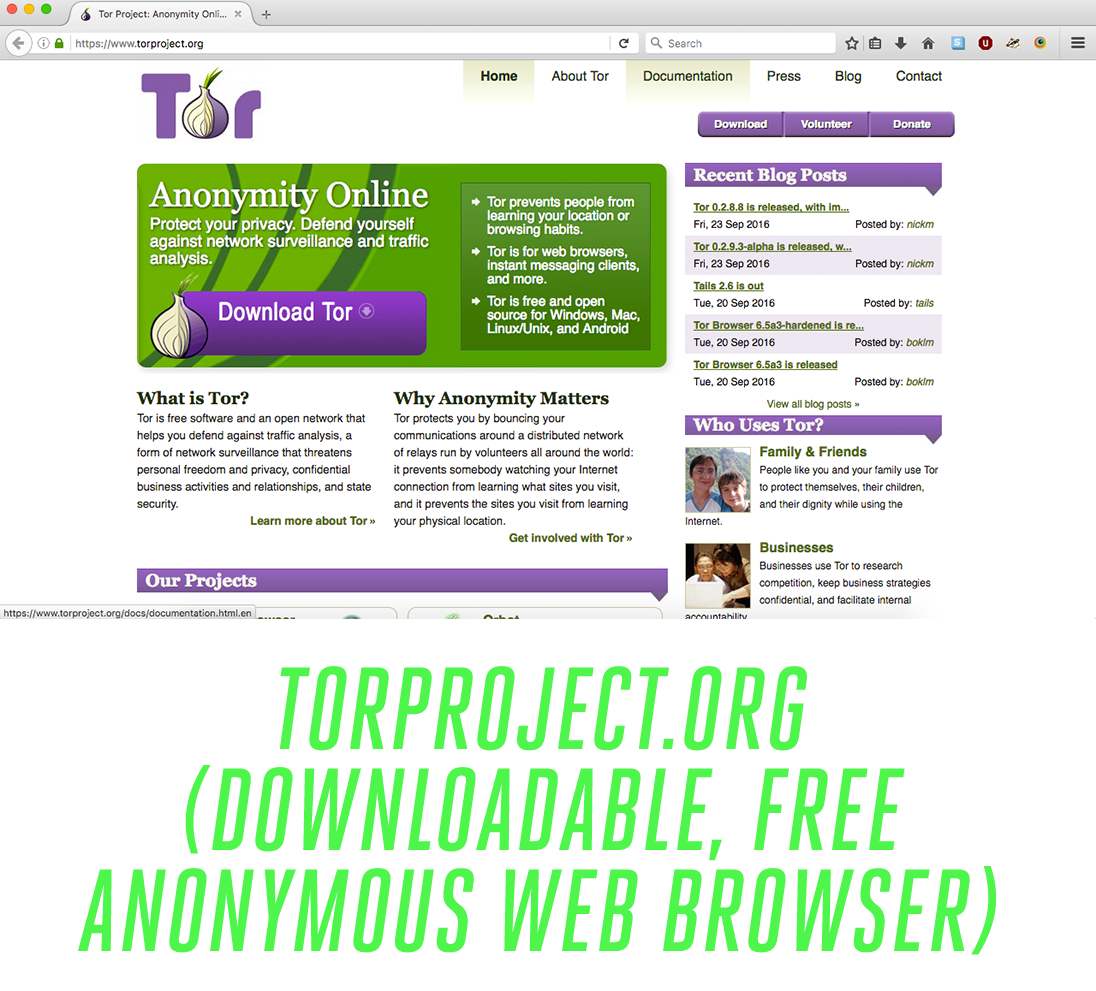 Tor Project: Anonymity Onli...
https://www.torproject.org
Search
Tor
Home
About Tor
Documentation
Press
Blog
Contact
Download
Volunteer
Donate
Anonymity Online
Protect your privacy. Defend yourself
against network surveillance and traffic
analysis.
Download Tor
Tor prevents people from
learning your location or
browsing habits.
Tor is for web browsers,
instant messaging clients,
and more.
Tor is free and open
source for Windows, Mac,
Linux/Unix, and Android
What is Tor?
Tor is free software and an open network that
helps you defend against traffic analysis, a
form of network surveillance that threatens
personal freedom and privacy, confidential
business activities and relationships, and state
security.
Learn more about Tor »
Why Anonymity Matters
Tor protects you by bouncing your
communications around a distributed network
of relays run by volunteers all around the world:
it prevents somebody watching your Internet
connection from learning what sites you visit,
and it prevents the sites you visit from learning
your physical location.
Get involved with Tor »
Our Projects
Orbot
https://www.torproject.org/docs/documentation.html.en
Recent Blog Posts
Tor 0.2.8.8 is released, with im...
Fri, 23 Sep 2016 Posted by: nickm
Tor 0.2.9.3-alpha is released, w...
Fri, 23 Sep 2016 Posted by: nickm
Tails 2.6 is out
Tue, 20 Sep 2016 Posted by: tails
Tor Browser 6.5a3-hardened is re...
Tue, 20 Sep 2016 Posted by: boklm
Tor Browser 6.5a3 is released
Tue, 20 Sep 2016 Posted by: boklm
View all blog posts »
Who Uses Tor?
Family & Friends
People like you and your family use Tor
to protect themselves, their children,
and their dignity while using the
Internet.
Businesses
Businesses use Tor to research
competition, keep business strategies
confidential, and facilitate internal
accountability.
TORPROJECT.ORG
(DOWNLOADABLE, FREE
ANONYMOUS WEB BROWSER)